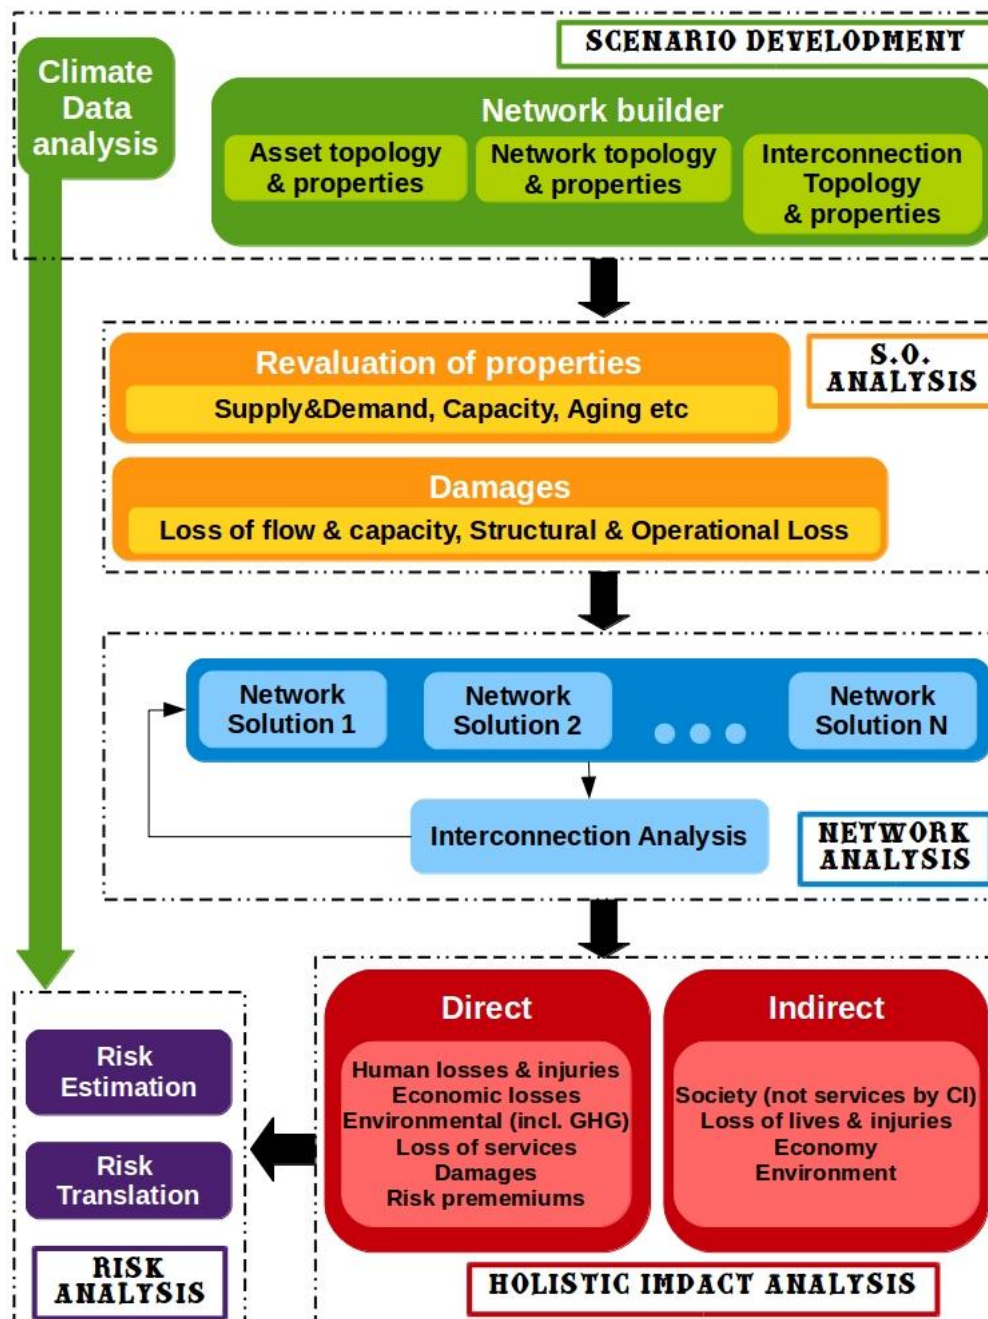 SCENARIO DEVELOPMENT
Climate
Data
analysis
Network builder
Asset topology
& properties
Network topology
& properties
Interconnection
Topology
& properties
Revaluation of properties
Supply&Demand, Capacity, Aging etc
S.O.
ANALYSIS
Damages
Loss of flow & capacity, Structural & Operational Loss
Network
Solution 1
Network
Solution 2
Network
Solution N
Interconnection Analysis
NETWORK
ANALYSIS
Direct
Human losses & injuries
Economic losses
Environmental (incl. GHG)
Loss of services
Damages
Risk prememiums
Indirect
Society (not services by CI)
Loss of lives & injuries
Economy
Environment
HOLISTIC IMPACT ANALYSIS
Risk
Estimation
Risk
Translation
RISK
ANALYSIS